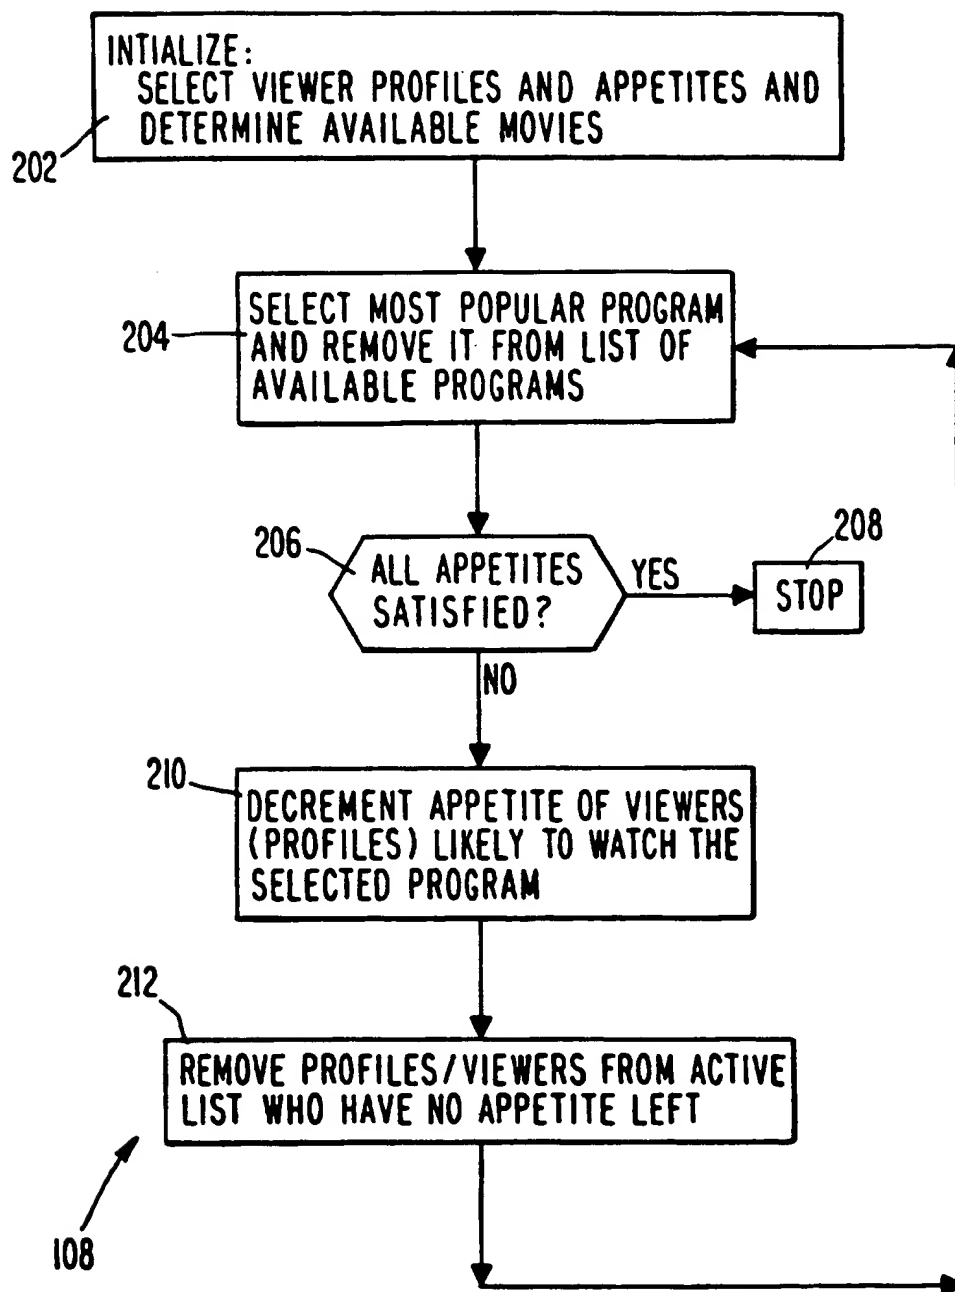 INTIALIZE:
SELECT VIEWER PROFILES AND APPETITES AND
DETERMINE AVAILABLE MOVIES
202
SELECT MOST POPULAR PROGRAM
AND REMOVE IT FROM LIST OF
AVAILABLE PROGRAMS
204
206
ALL APPETITES
SATISFIED?
YES
208
STOP
NO
210
DECREMENT APPETITE OF VIEWERS
(PROFILES) LIKELY TO WATCH THE
SELECTED PROGRAM
212
REMOVE PROFILES/VIEWERS FROM ACTIVE
LIST WHO HAVE NO APPETITE LEFT
108